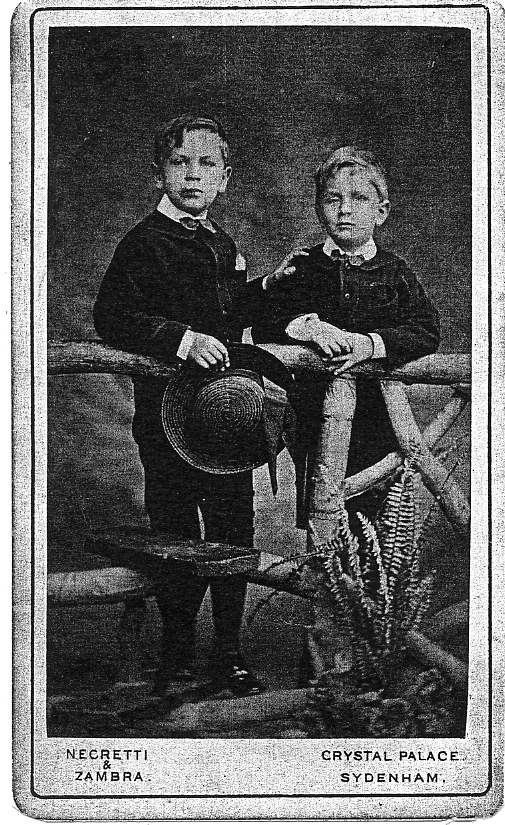 NEGRETTI
&
ZAMBRA.
CRYSTAL PALACE.
SYDENHAM.